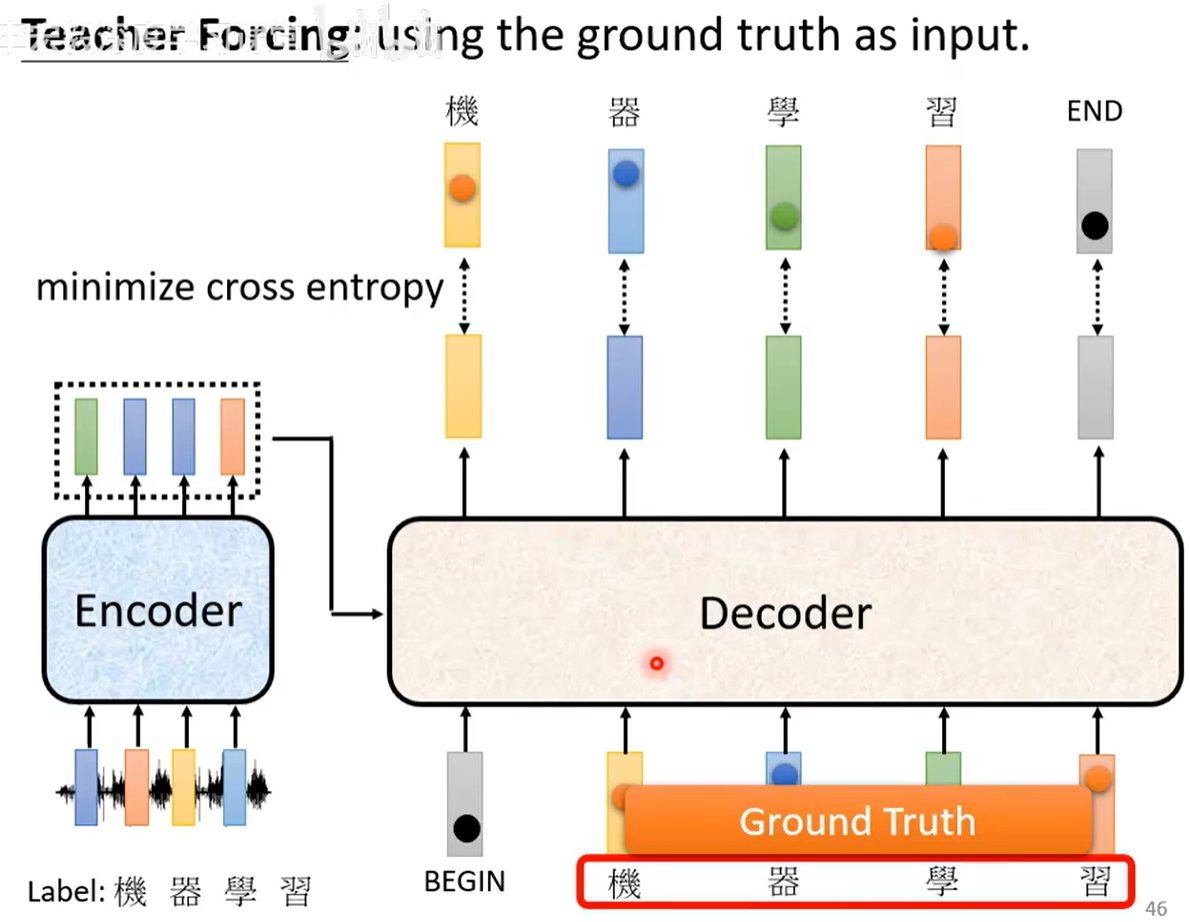 Teacher Forcing: using the ground truth as input.
機 器 學 習 END
minimize cross entropy
Encoder
Decoder
Ground Truth
BEGIN 機 器 學 習
Label: 機 器 學 習
46